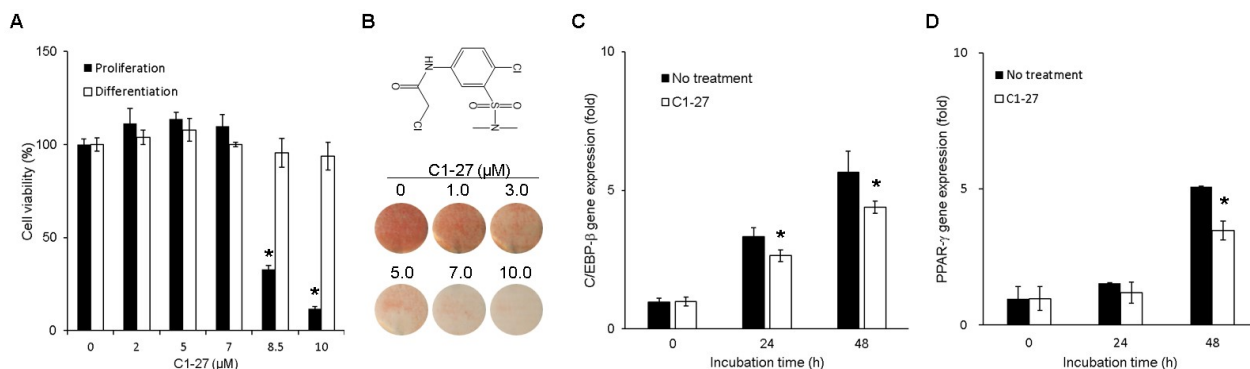 A
150
100
50
0
Cell viability (%)
Proliferation
Differentiation
*
*
0 2 5 7 8.5 10
C1-27 (µM)
B
HN
O
Cl
Cl
O
S
O
N
C1-27 (µM)
0 1.0 3.0
5.0 7.0 10.0
C
10
5
0
C/EBP-β gene expression (fold)
No treatment
C1-27
*
*
0 24 48
Incubation time (h)
D
10
5
0
PPAR-γ gene expression (fold)
No treatment
C1-27
*
0 24 48
Incubation time (h)